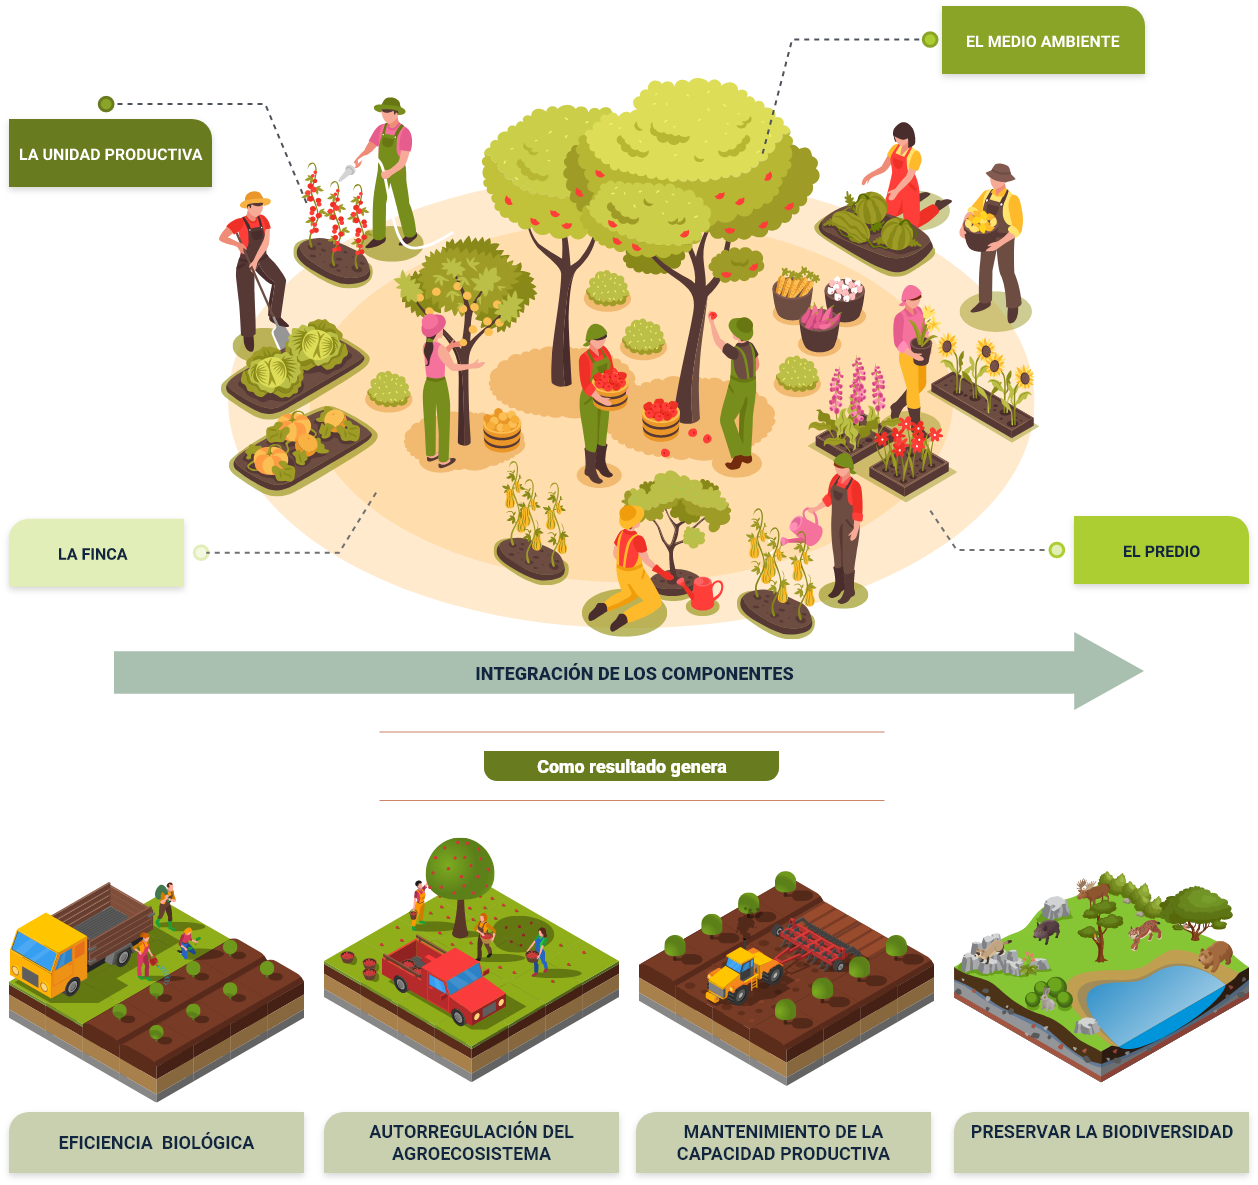 EL MEDIO AMBIENTE
LA UNIDAD PRODUCTIVA
LA FINCA
EL PREDIO
INTEGRACIÓN DE LOS COMPONENTES
Como resultado genera
EFICIENCIA BIOLÓGICA
AUTORREGULACIÓN DEL
AGROECOSISTEMA
MANTENIMIENTO DE LA
CAPACIDAD PRODUCTIVA
PRESERVAR LA BIODIVERSIDAD